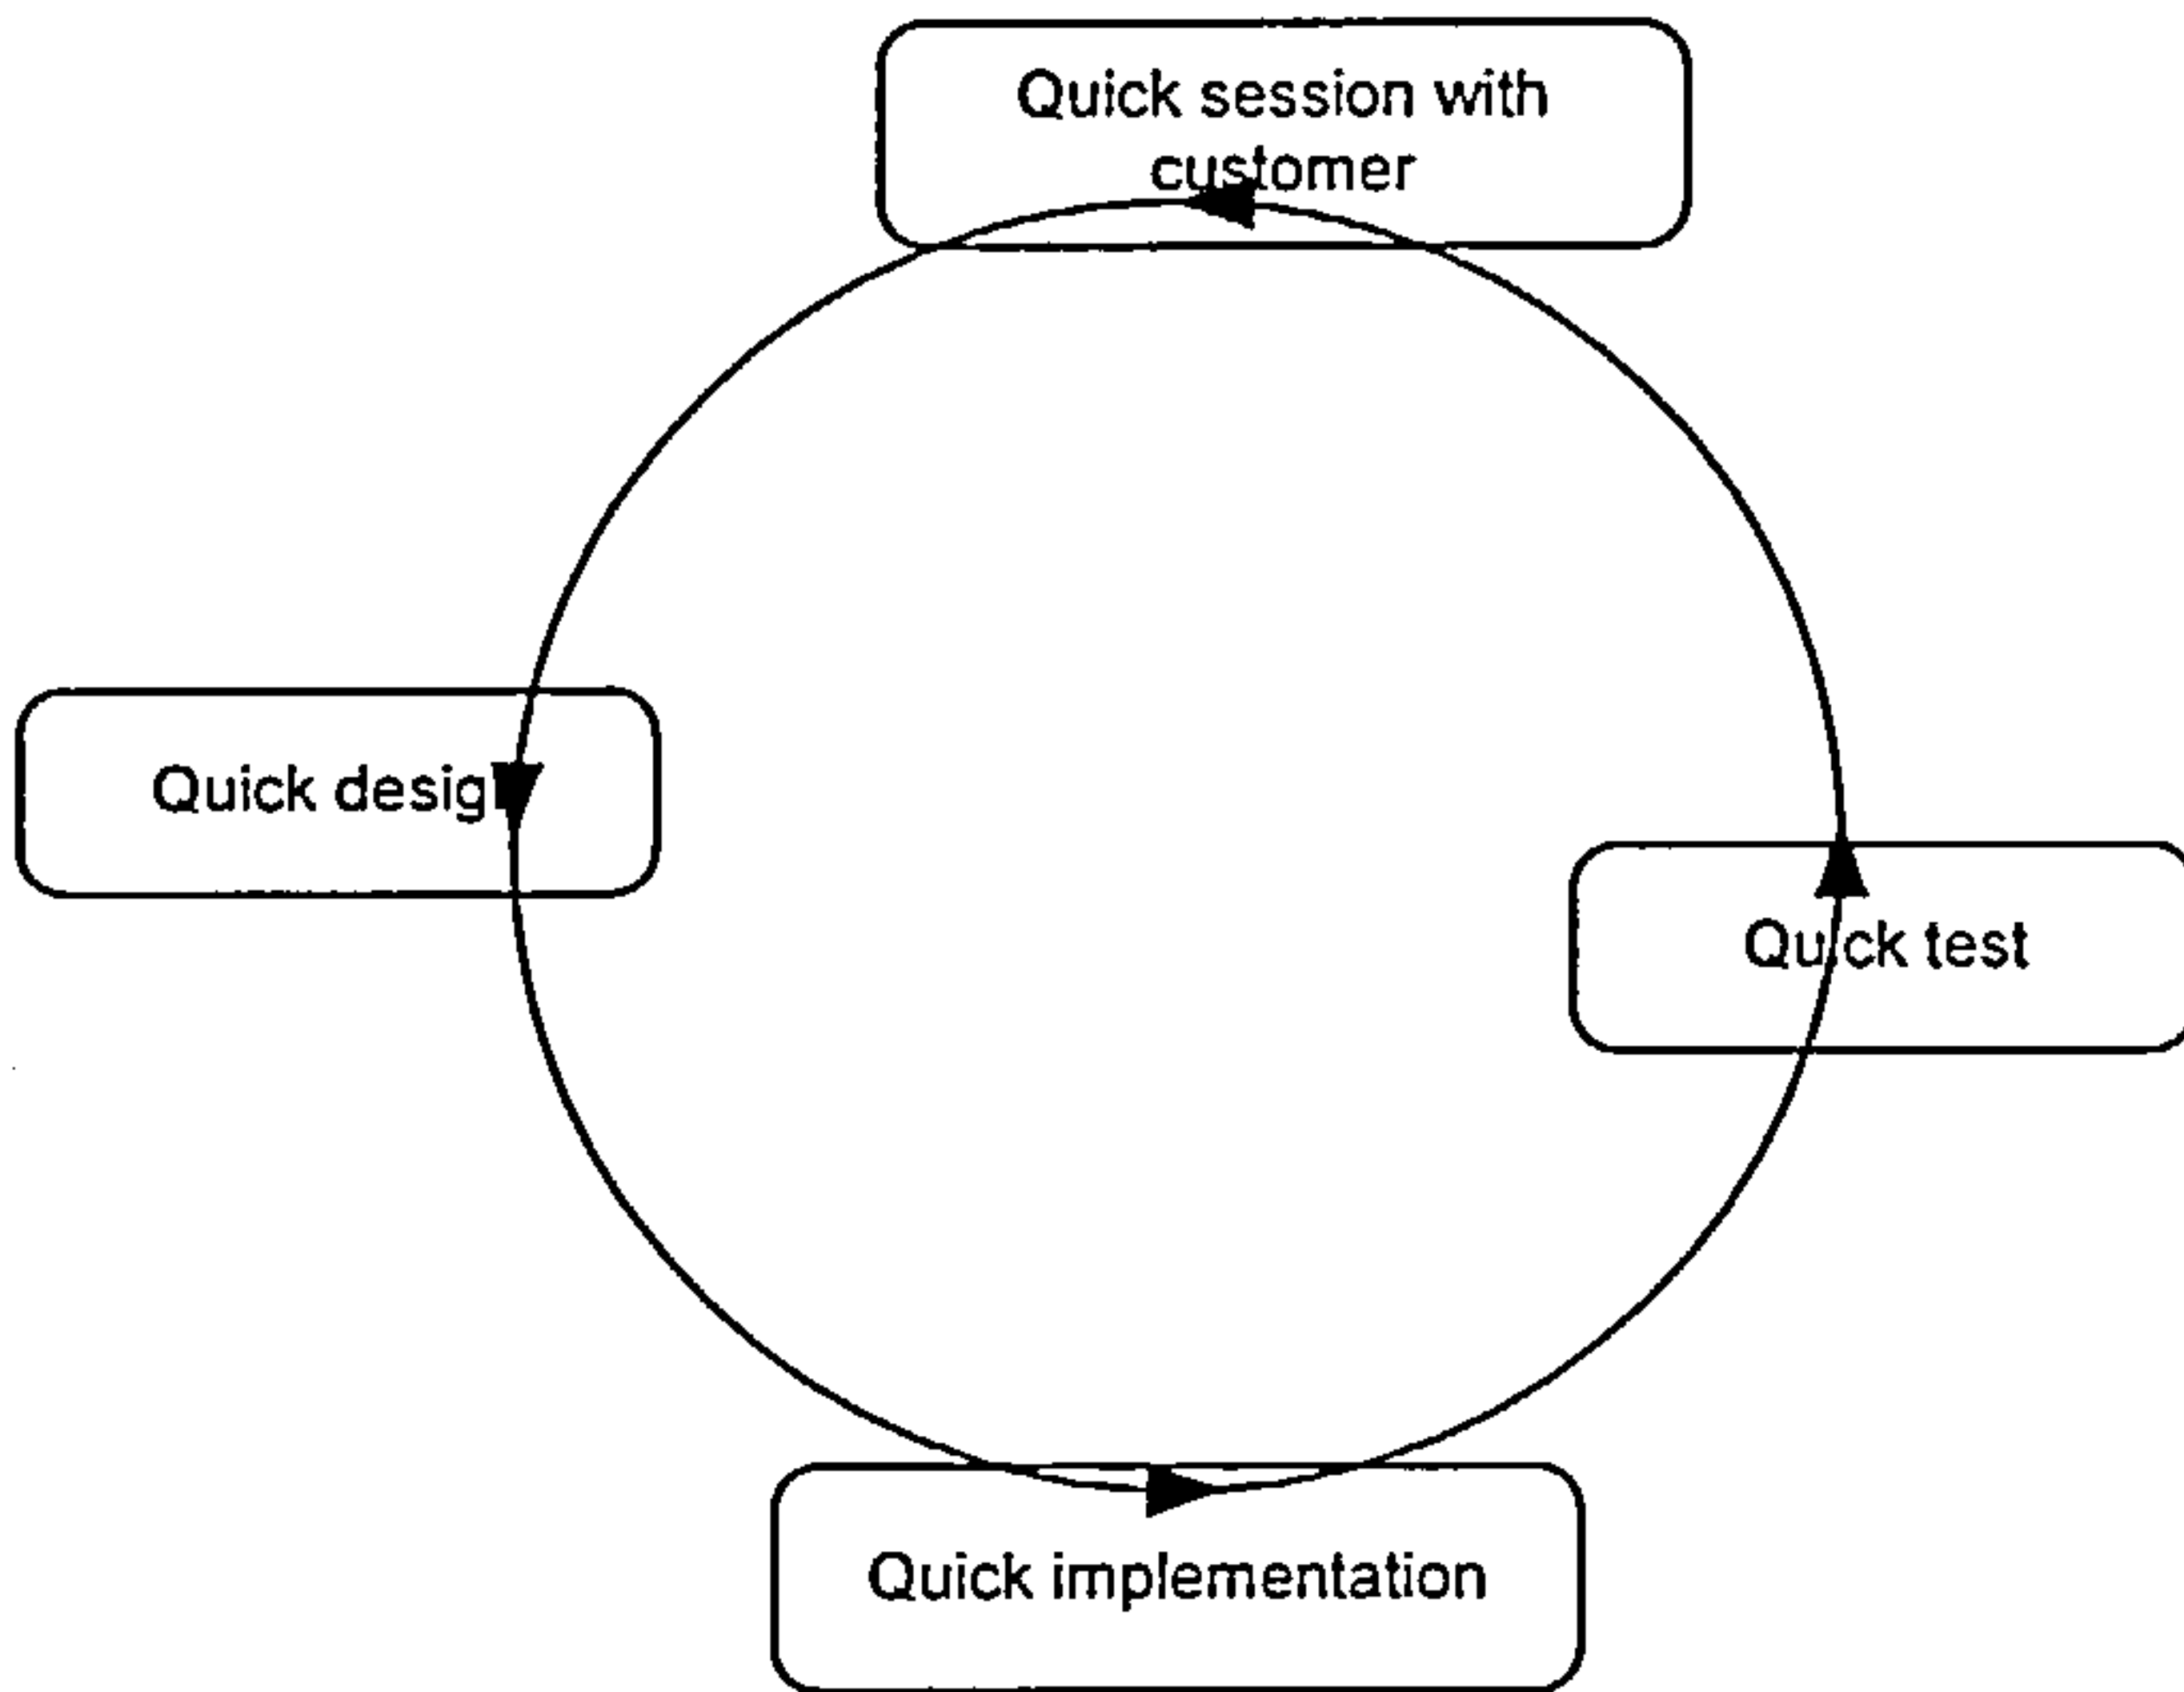 Quick session with
customer
Quick desig
Quick test
Quick implementation